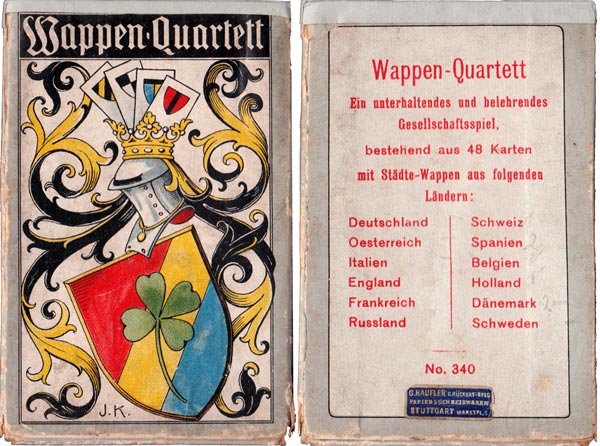 Wappen-Quartett
J.K.
Wappen-Quartett
Ein unterhaltendes und belehrendes
Gesellschaftsspiel,
bestehend aus 48 Karten
mit Städte-Wappen aus folgenden
Ländern:
Deutschland
Oesterreich
Italien
England
Frankreich
Russland
Schweiz
Spanien
Belgien
Holland
Dänemark
Schweden
No. 340
G. HAUFLER
STUTTGART